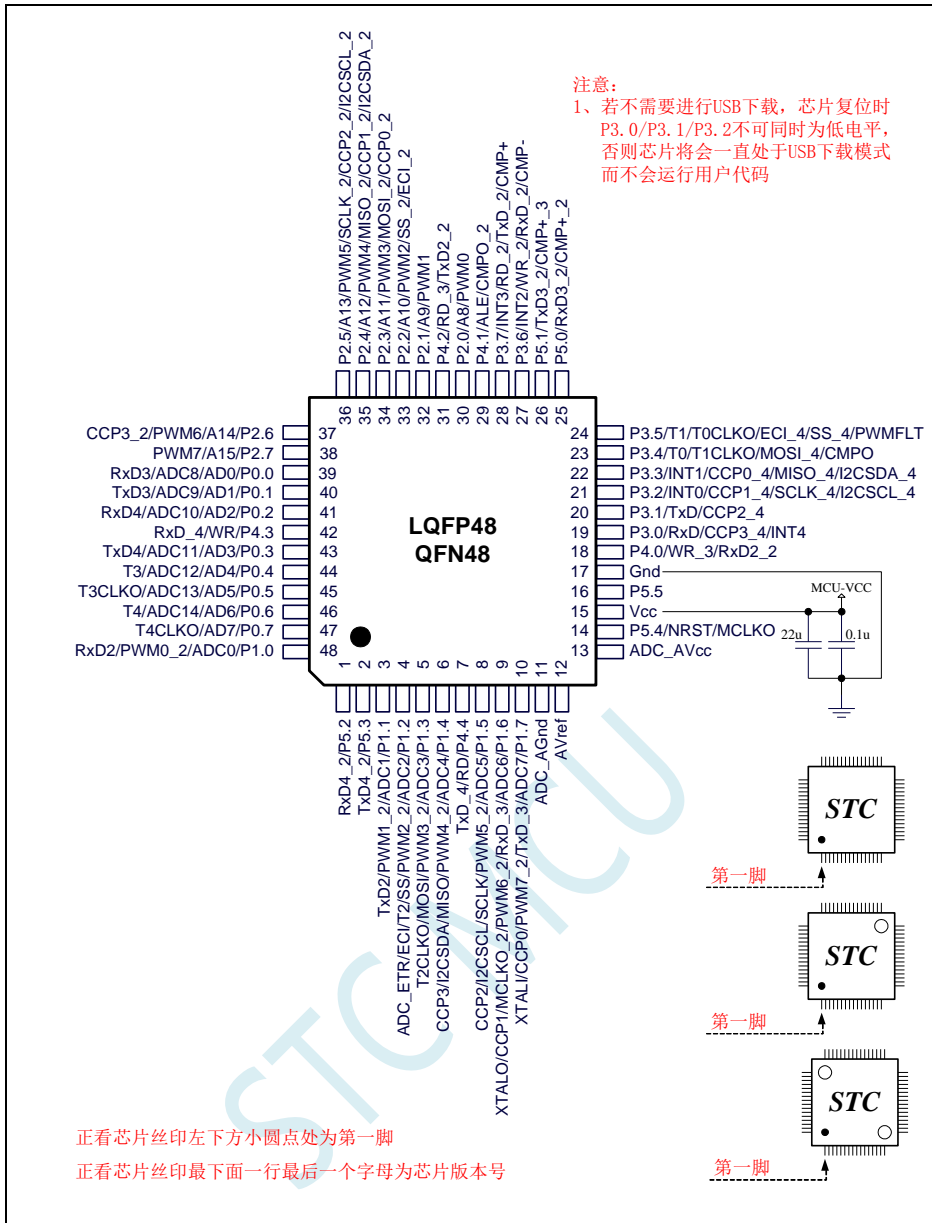 注意：
1、若不需要进行USB下载，芯片复位时
P3.0/P3.1/P3.2不可同时为低电平，
否则芯片将会一直处于USB下载模式
而不会运行用户代码
P2.5/A13/PWM5/SCLK_2/CCP2_2/I2CSCL_2
P2.4/A12/PWM4/MISO_2/CCP1_2/I2CSDA_2
P2.3/A11/PWM3/MOSI_2/CCP0_2
P2.2/A10/PWM2/SS_2/ECI_2
P2.1/A9/PWM1
P4.2/RD_3/TxD2_2
P2.0/A8/PWM0
P4.1/ALE/CMPO_2
P3.7/INT3/RD_2/TxD_2/CMP+
P3.6/INT2/WR_2/RxD_2/CMP-
P5.1/TxD3_2/CMP+_3
P5.0/RxD3_2/CMP+_2
36 35 34 33 32 31 30 29 28 27 26 25
CCP3_2/PWM6/A14/P2.6 37
PWM7/A15/P2.7 38
RxD3/ADC8/AD0/P0.0 39
TxD3/ADC9/AD1/P0.1 40
RxD4/ADC10/AD2/P0.2 41
RxD_4/WR/P4.3 42
TxD4/ADC11/AD3/P0.3 43
T3/ADC12/AD4/P0.4 44
T3CLKO/ADC13/AD5/P0.5 45
T4/ADC14/AD6/P0.6 46
T4CLKO/AD7/P0.7 47
RxD2/PWM0_2/ADC0/P1.0 48
LQFP48
QFN48
24 P3.5/T1/T0CLKO/ECI_4/SS_4/PWMFLT
23 P3.4/T0/T1CLKO/MOSI_4/CMPO
22 P3.3/INT1/CCP0_4/MISO_4/I2CSDA_4
21 P3.2/INT0/CCP1_4/SCLK_4/I2CSCL_4
20 P3.1/TxD/CCP2_4
19 P3.0/RxD/CCP3_4/INT4
18 P4.0/WR_3/RxD2_2
17 Gnd
16 P5.5
15 Vcc
14 P5.4/NRST/MCLKO
13 ADC_AVcc
MCU-VCC
22u
0.1u
1 2 3 4 5 6 7 8 9 10 11 12
RxD4_2/P5.2
TxD4_2/P5.3
TxD2/PWM1_2/ADC1/P1.1
ADC_ETR/ECI/T2/SS/PWM2_2/ADC2/P1.2
T2CLKO/MOSI/PWM3_2/ADC3/P1.3
CCP3/I2CSDA/MISO/PWM4_2/ADC4/P1.4
TxD_4/RD/P4.4
CCP2/I2CSCL/SCLK/PWM5_2/ADC5/P1.5
XTALO/CCP1/MCLKO_2/PWM6_2/RxD_3/ADC6/P1.6
XTALI/CCP0/PWM7_2/TxD_3/ADC7/P1.7
ADC_AGnd
AVref
STC
第一脚
STC
第一脚
STC
第一脚
STC MCU
正看芯片丝印左下方小圆点处为第一脚
正看芯片丝印最下面一行最后一个字母为芯片版本号